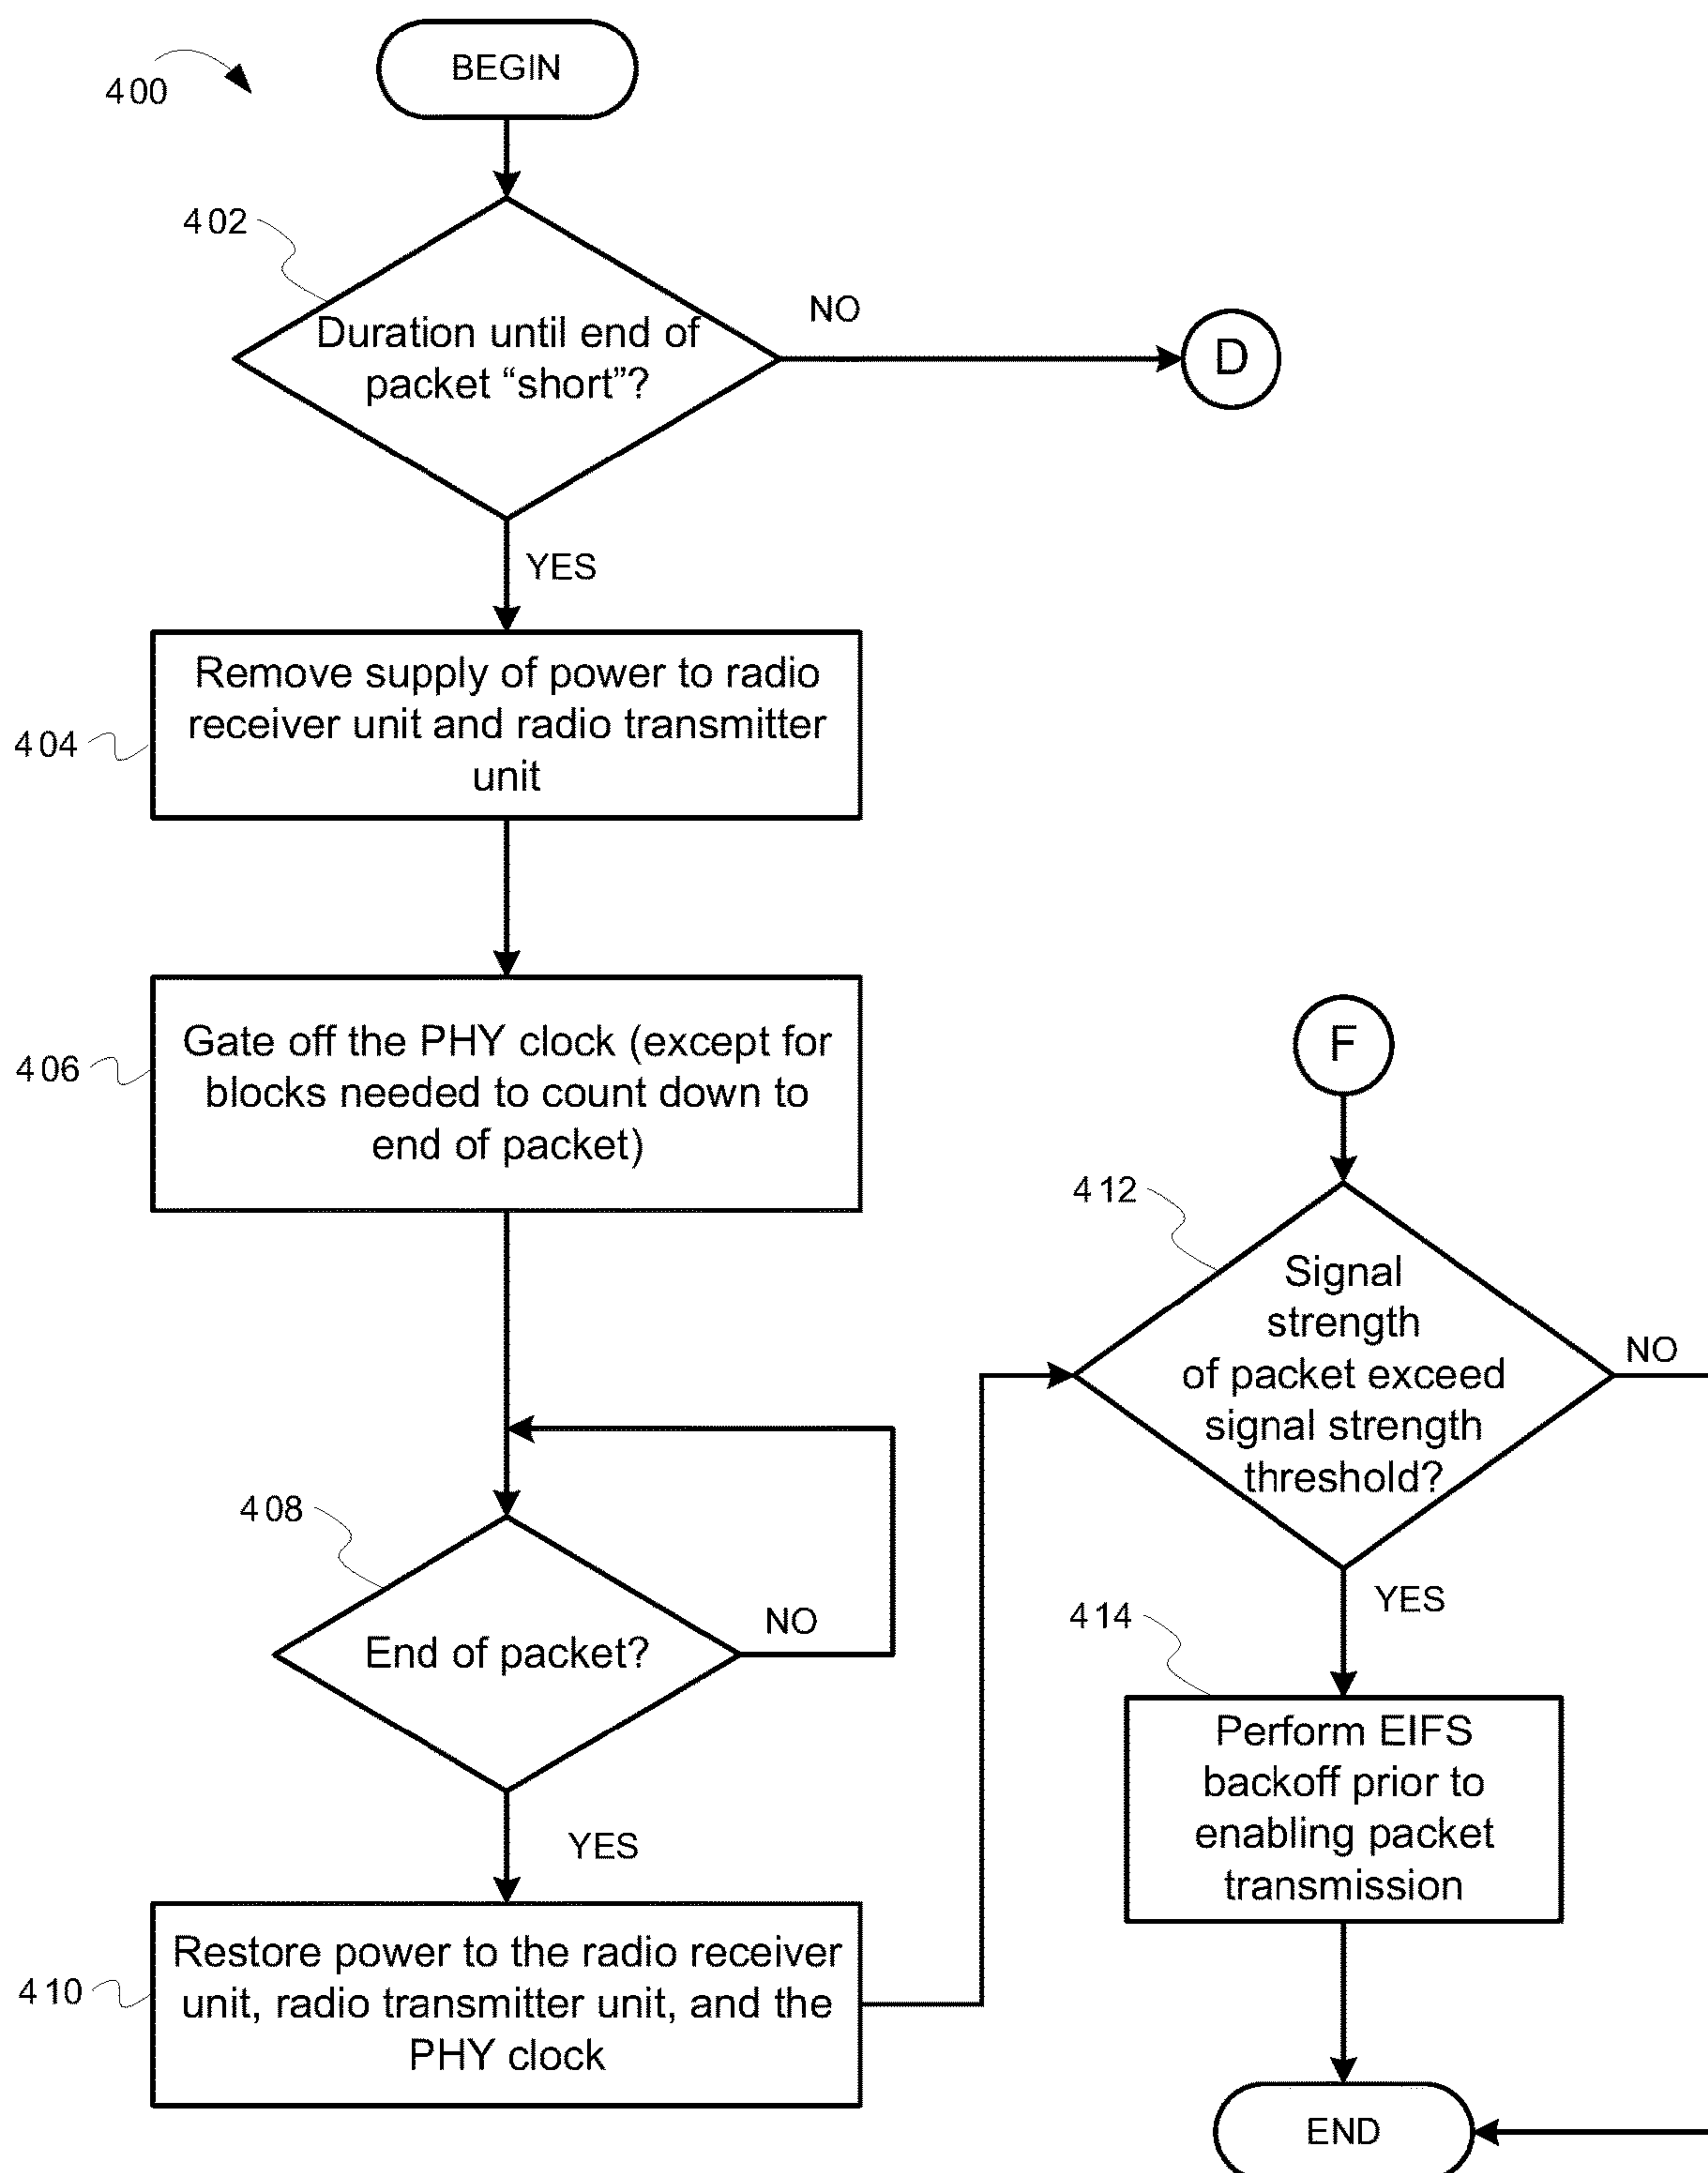 400
BEGIN
402
Duration until end of
packet “short”?
NO
D
YES
404
Remove supply of power to radio
receiver unit and radio transmitter
unit
406
Gate off the PHY clock (except for
blocks needed to count down to
end of packet)
408
End of packet?
NO
YES
410
Restore power to the radio receiver
unit, radio transmitter unit, and the
PHY clock
F
412
Signal
strength
of packet exceed
signal strength
threshold?
NO
YES
414
Perform EIFS
backoff prior to
enabling packet
transmission
END